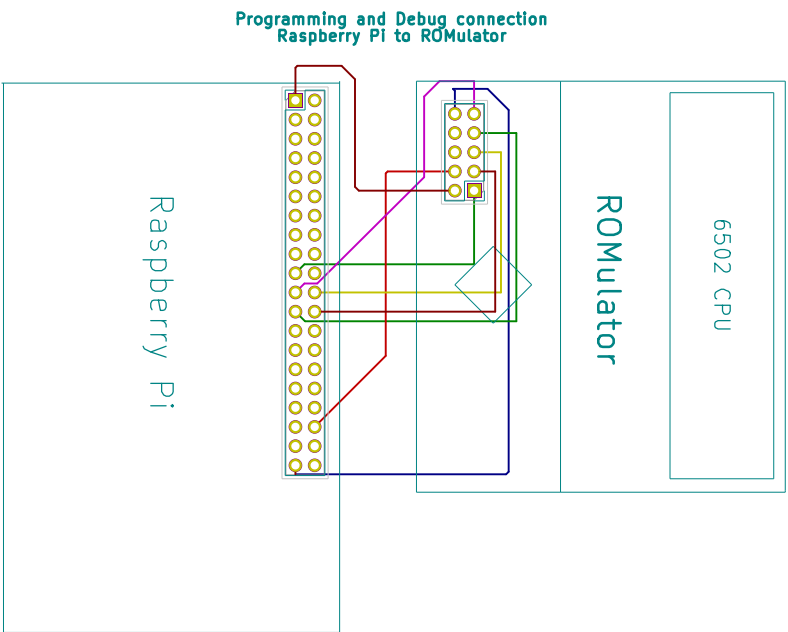 Programming and Debug connection
Raspberry Pi to ROMulator
Raspberry Pi
ROMulator
6502 CPU